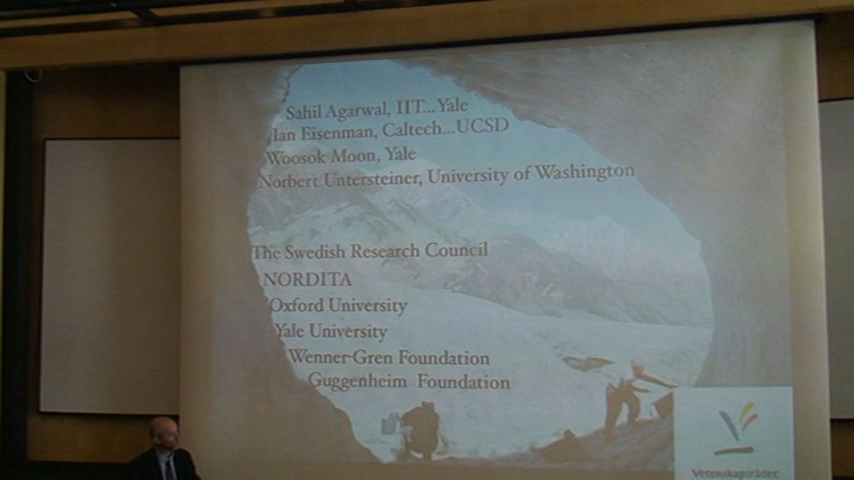 Sahil Agarwal, IIT...Yale
Ian Eisenman, Caltech...UCSD
Woosok Moon, Yale
Norbert Untersteiner, University of Washington
The Swedish Research Council
NORDITA
Oxford University
Yale University
Wenner-Gren Foundation
Guggenheim Foundation
Vetenskapsrådet